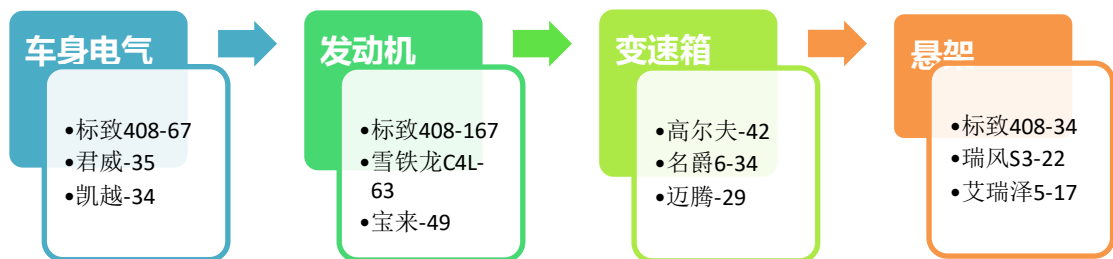 车身电气
•标致408-67
•君威-35
•凯越-34
发动机
•标致408-167
•雪铁龙C4L-
63
•宝来-49
变速箱
•高尔夫-42
•名爵6-34
•迈腾-29
悬架
•标致408-34
•瑞风S3-22
•艾瑞泽5-17